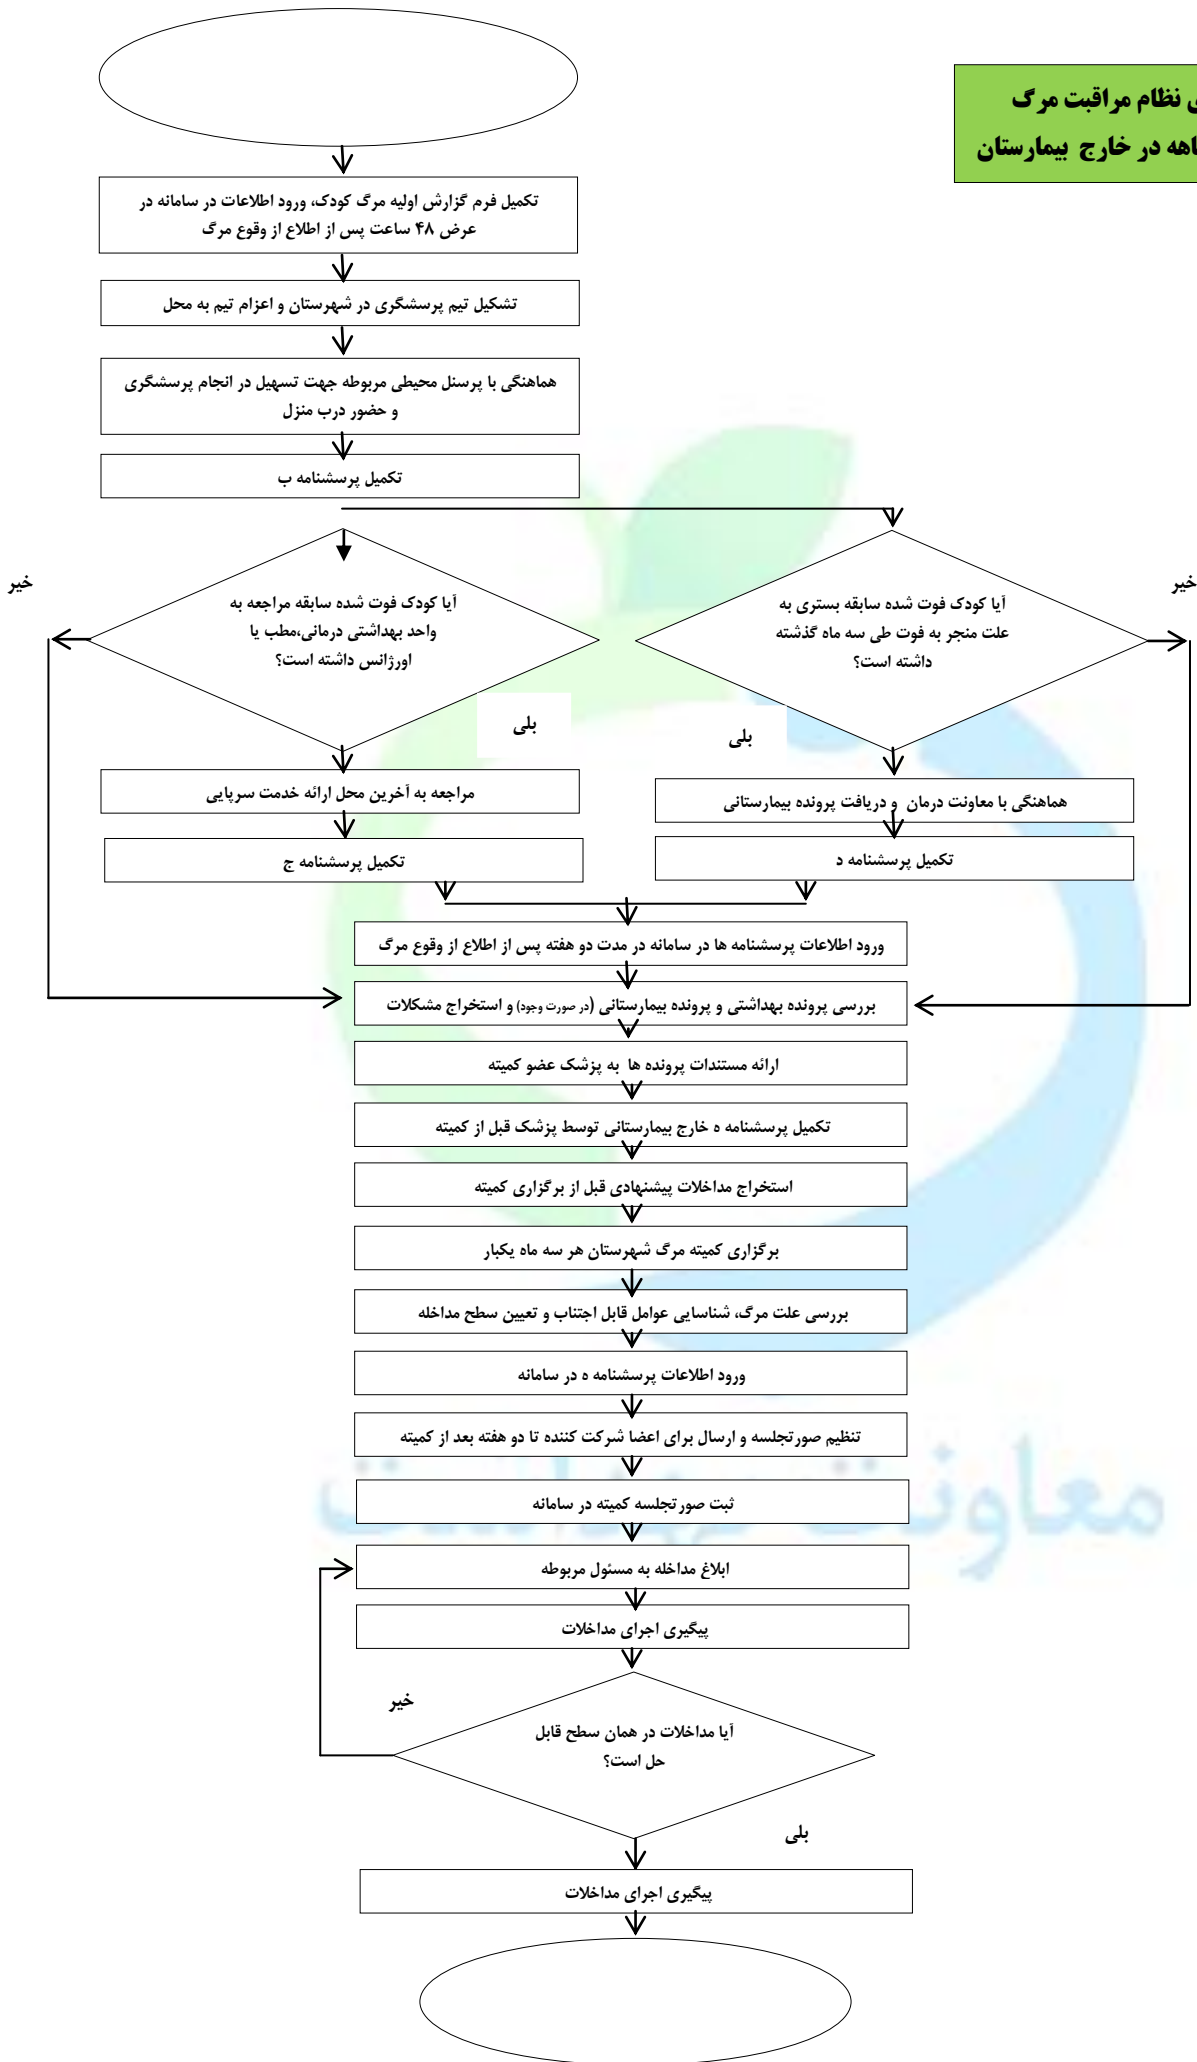 نظام مراقبت مرگ
در خارج بیمارستان
تکمیل فرم گزارش اولیه مرگ کودک، ورود اطلاعات در سامانه در
عرض ۴۸ ساعت پس از اطلاع از وقوع مرگ
تشکیل تیم پرسشگری در شهرستان و اعزام تیم به محل
هماهنگی با پرسنل محیطی مربوطه جهت تسهیل در انجام پرسشگری
و حضور درب منزل
تکمیل پرسشنامه ب
خیر
آیا کودک فوت شده سابقه بستری به
علت منجر به فوت طی سه ماه گذشته
داشته است؟
آیا کودک فوت شده سابقه مراجعه به
واحد بهداشتی درمانی،مطب یا
اورژانس داشته است؟
خیر
بلی
بلی
هماهنگی با معاونت درمان و دریافت پرونده بیمارستانی
مراجعه به آخرین محل ارائه خدمت سرپایی
تکمیل پرسشنامه د
تکمیل پرسشنامه ج
ورود اطلاعات پرسشنامه ها در سامانه در مدت دو هفته پس از اطلاع از وقوع مرگ
بررسی پرونده بهداشتی و پرونده بیمارستانی (در صورت وجود) و استخراج مشکلات
ارائه مستندات پرونده ها به پزشک عضو کمیته
تکمیل پرسشنامه ه خارج بیمارستانی توسط پزشک قبل از کمیته
استخراج مداخلات پیشنهادی قبل از برگزاری کمیته
برگزاری کمیته مرگ شهرستان هر سه ماه یکبار
بررسی علت مرگ، شناسایی عوامل قابل اجتناب و تعیین سطح مداخله
ورود اطلاعات پرسشنامه ه در سامانه
تنظیم صورتجلسه و ارسال برای اعضا شرکت کننده تا دو هفته بعد از کمیته
معاونت بهداشت
ثبت صورتجلسه کمیته در سامانه
ابلاغ مداخله به مسئول مربوطه
پیگیری اجرای مداخلات
خیر
آیا مداخلات در همان سطح قابل
حل است؟
بلی
پیگیری اجرای مداخلات